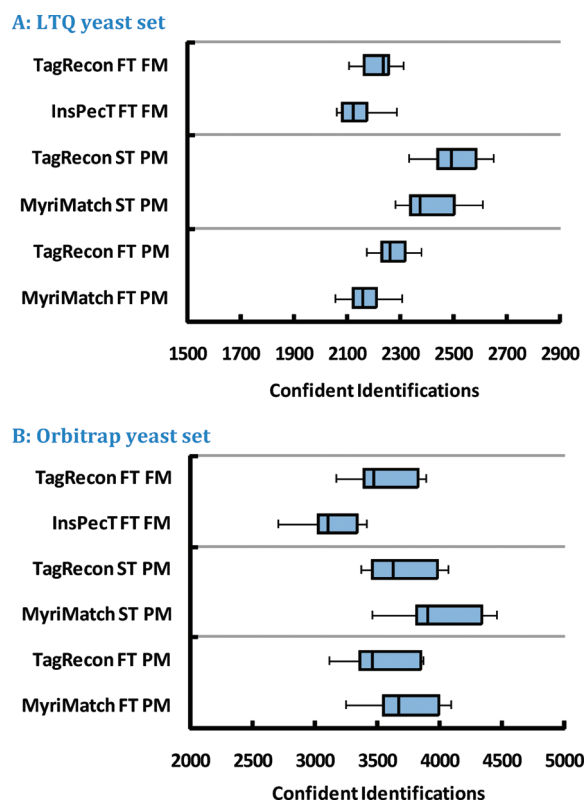 A: LTQ yeast set
TagRecon FT FM
InsPecT FT FM
TagRecon ST PM
MyriMatch ST PM
TagRecon FT PM
MyriMatch FT PM
1500 1700 1900 2100 2300 2500 2700 2900
Confident Identifications
B: Orbitrap yeast set
TagRecon FT FM
InsPecT FT FM
TagRecon ST PM
MyriMatch ST PM
TagRecon FT PM
MyriMatch FT PM
2000 2500 3000 3500 4000 4500 5000
Confident Identifications